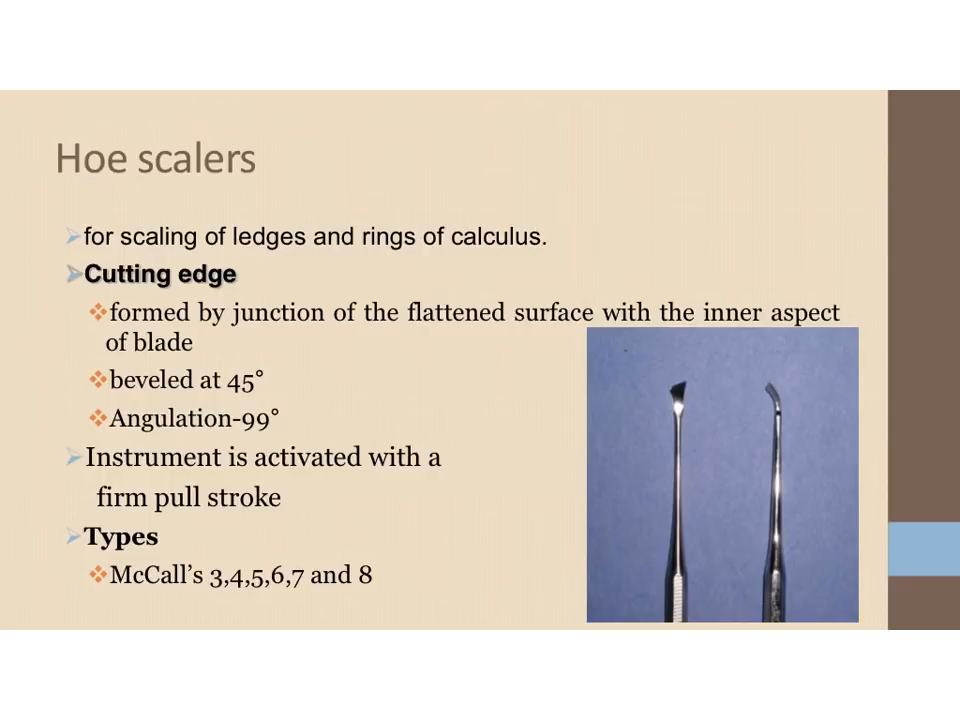 Hoe scalers
for scaling of ledges and rings of calculus.
Cutting edge
formed by junction of the flattened surface with the inner aspect
of blade
beveled at 45°
Angulation-99°
Instrument is activated with a
firm pull stroke
Types
McCall’s 3,4,5,6,7 and 8